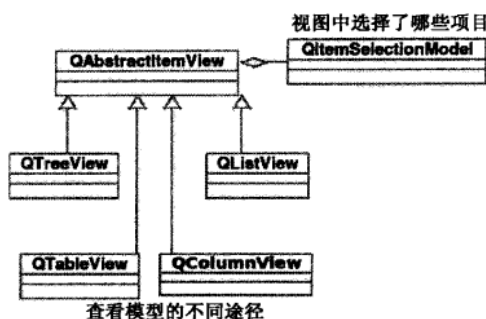 视图中选择了哪些项目
QAbstractItemView
QItemSelectionModel
QTreeView
QListView
QTableView
QColumnView
查看模型的不同途径